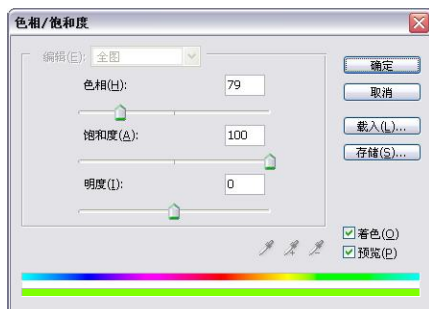 色相/饱和度
编辑(E): 全图
色相(H): 79
饱和度(A): 100
明度(I): 0
确定
取消
载入(L)...
存储(S)...
着色(O)
预览(P)